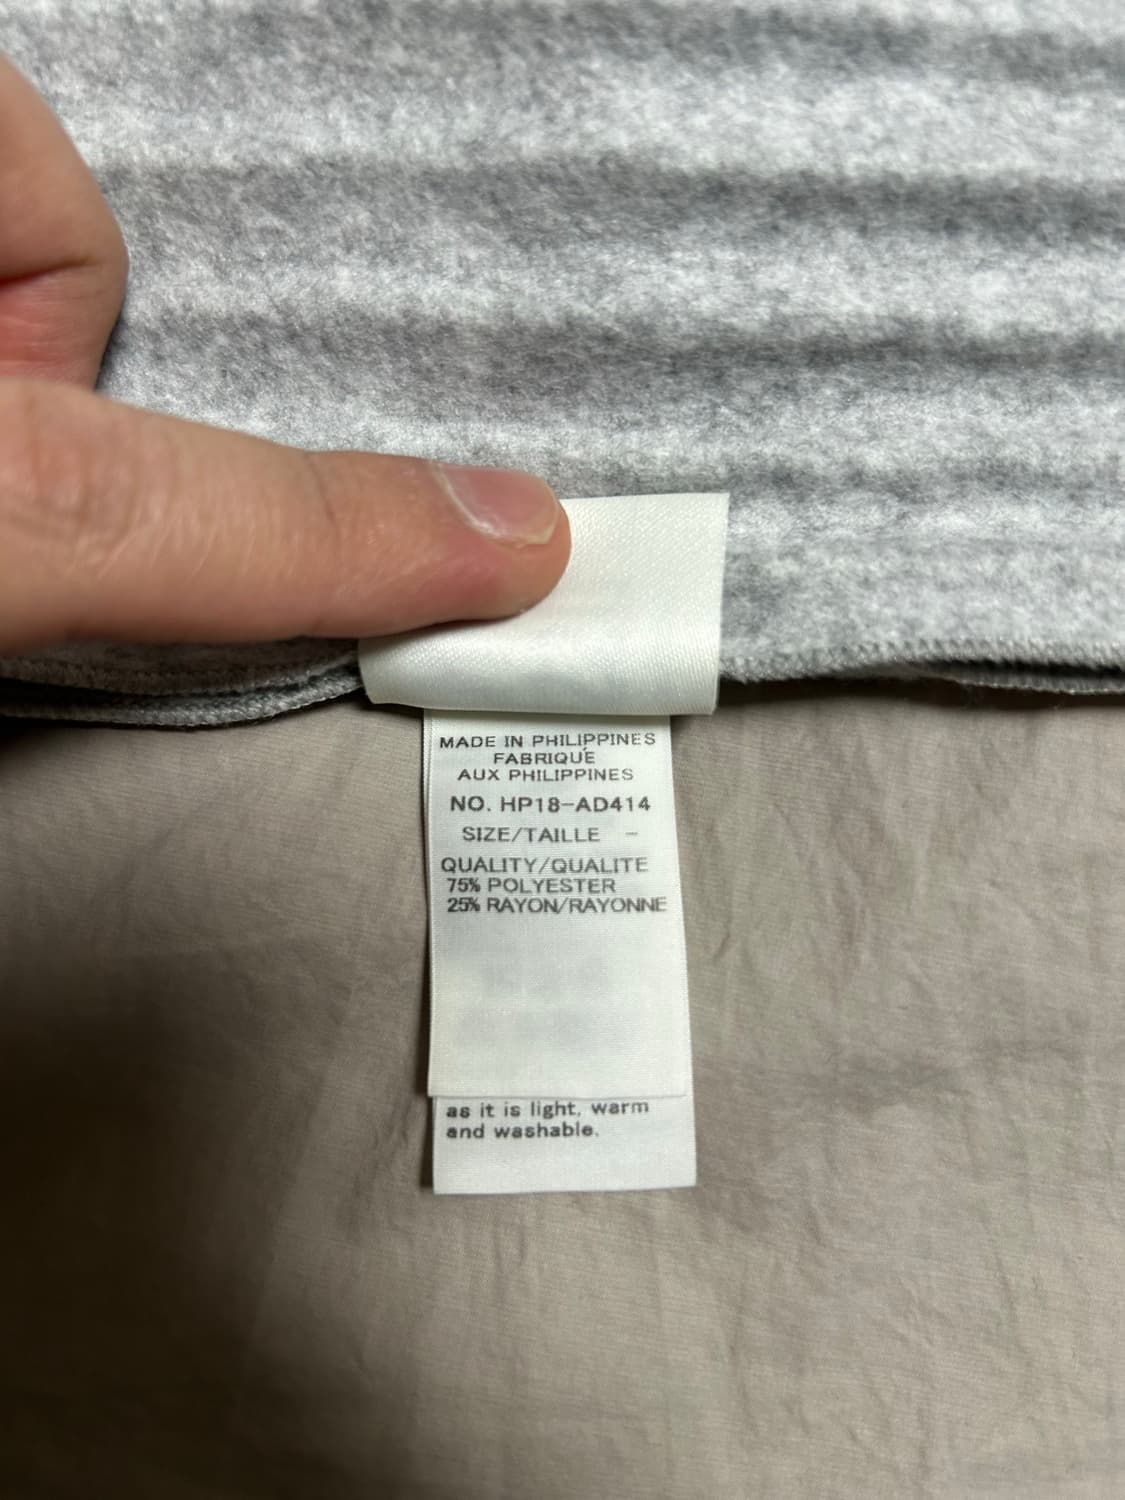 MADE IN PHILIPPINES
FABRIQUÉ
AUX PHILIPPINES
NO. HP18-AD414
SIZE/TAILLE -
QUALITY/QUALITE
75% POLYESTER
25% RAYON/RAYONNE
as it is light, warm
and washable.